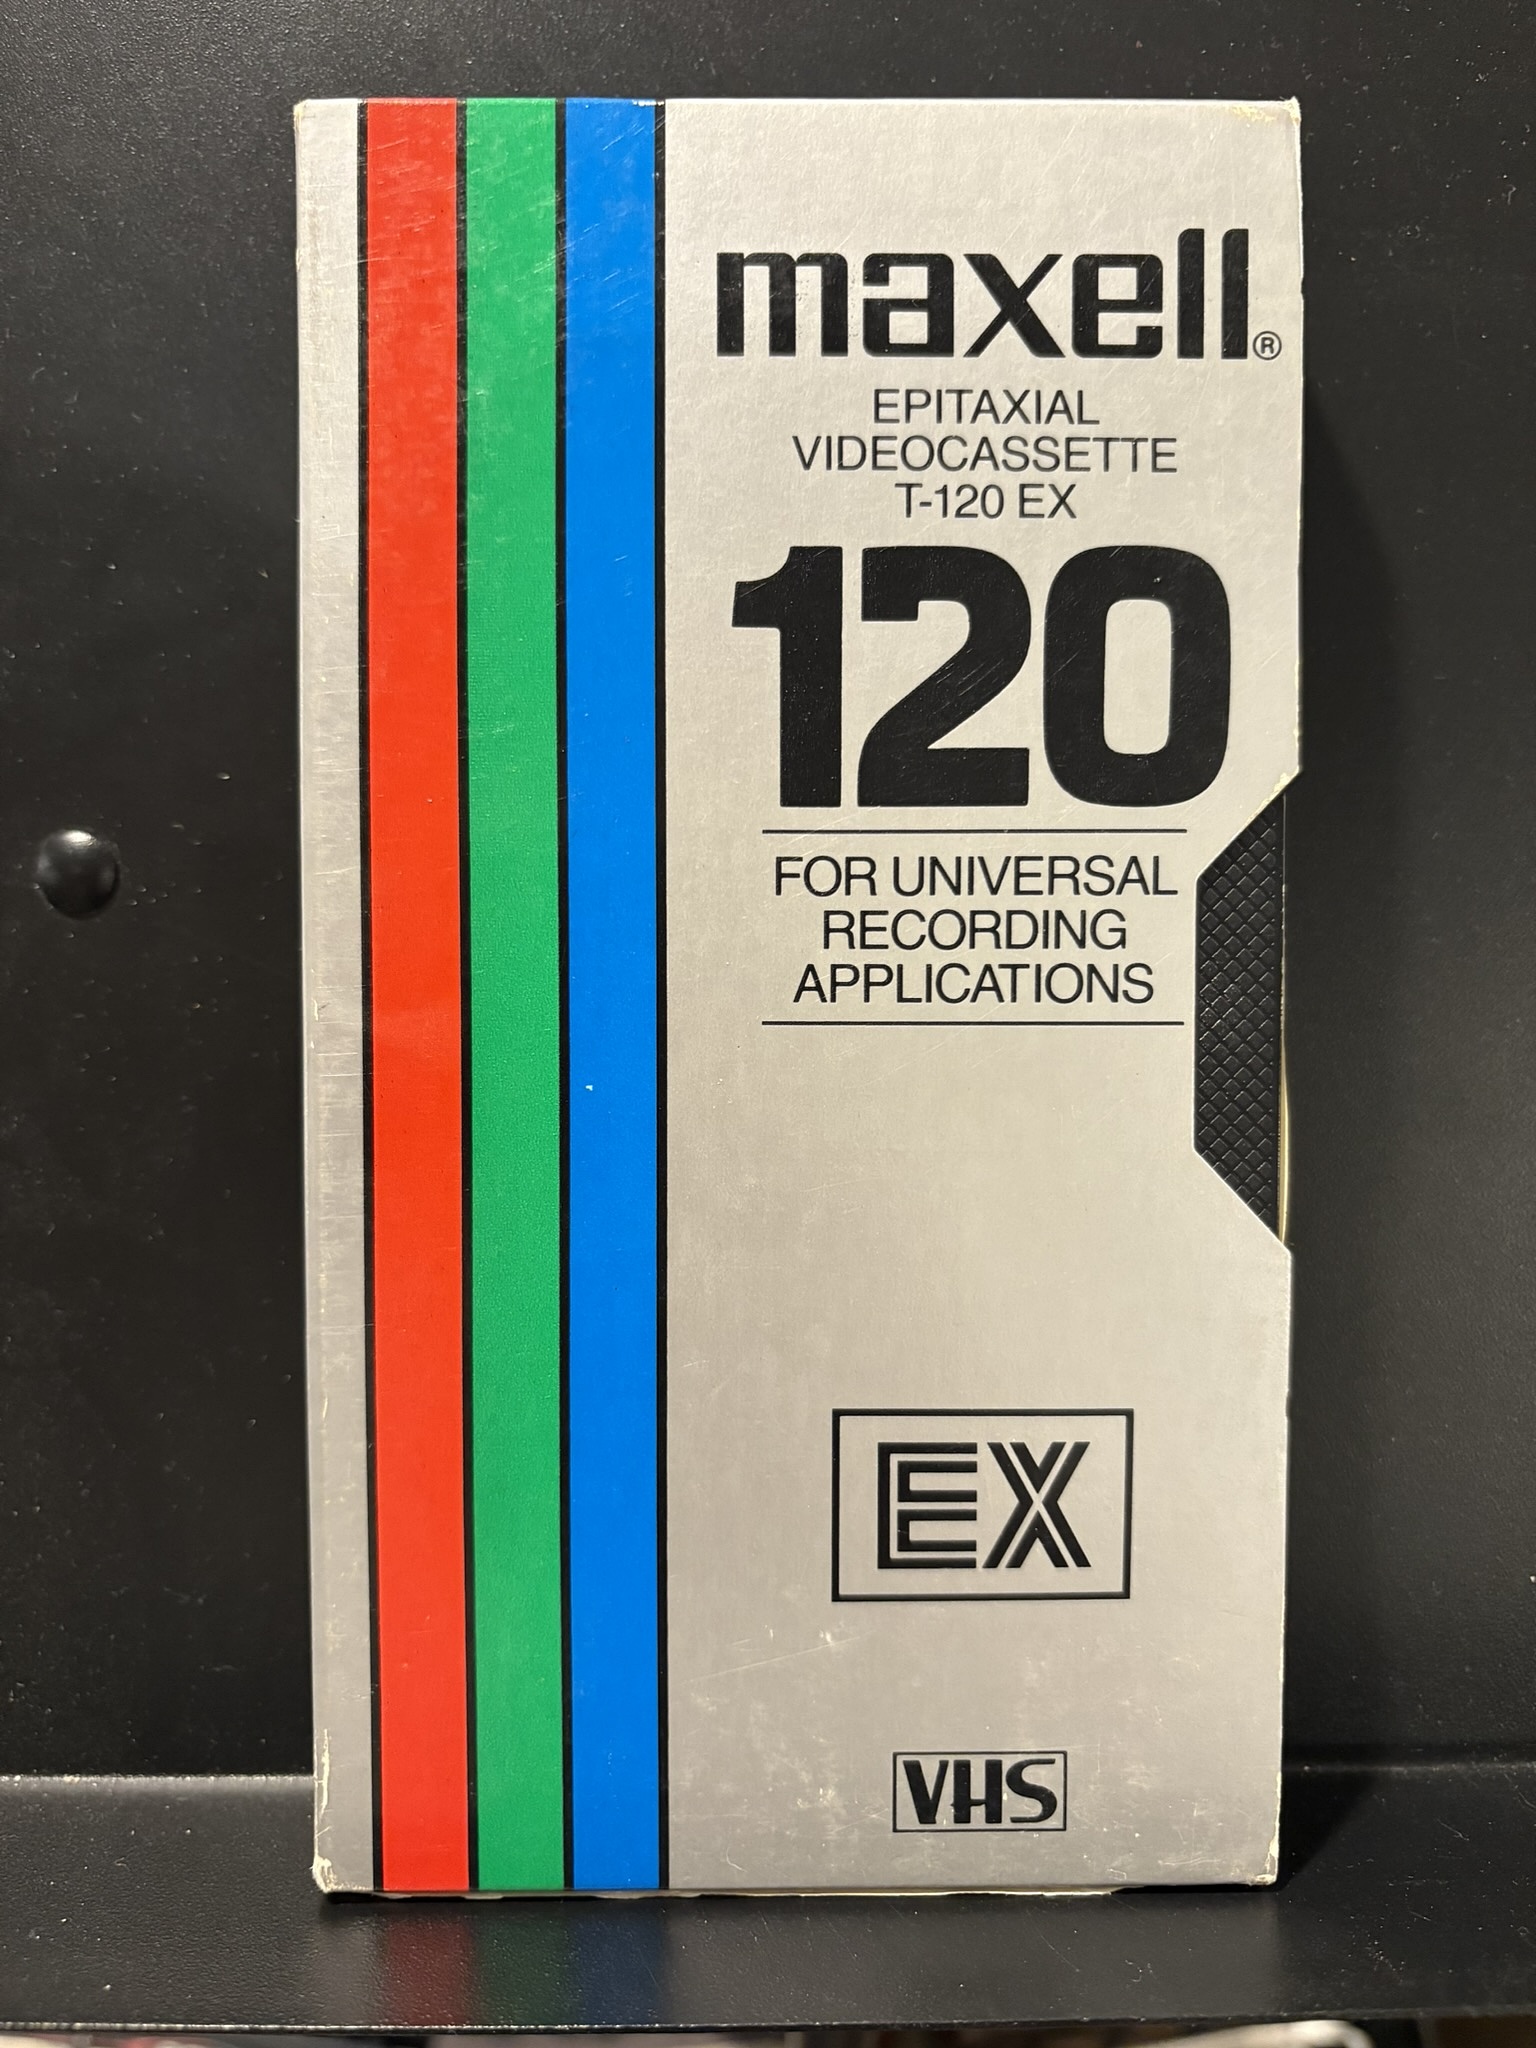 maxell®
EPITAXIAL
VIDEOCASSETTE
T-120 EX
120
FOR UNIVERSAL
RECORDING
APPLICATIONS
EX
VHS